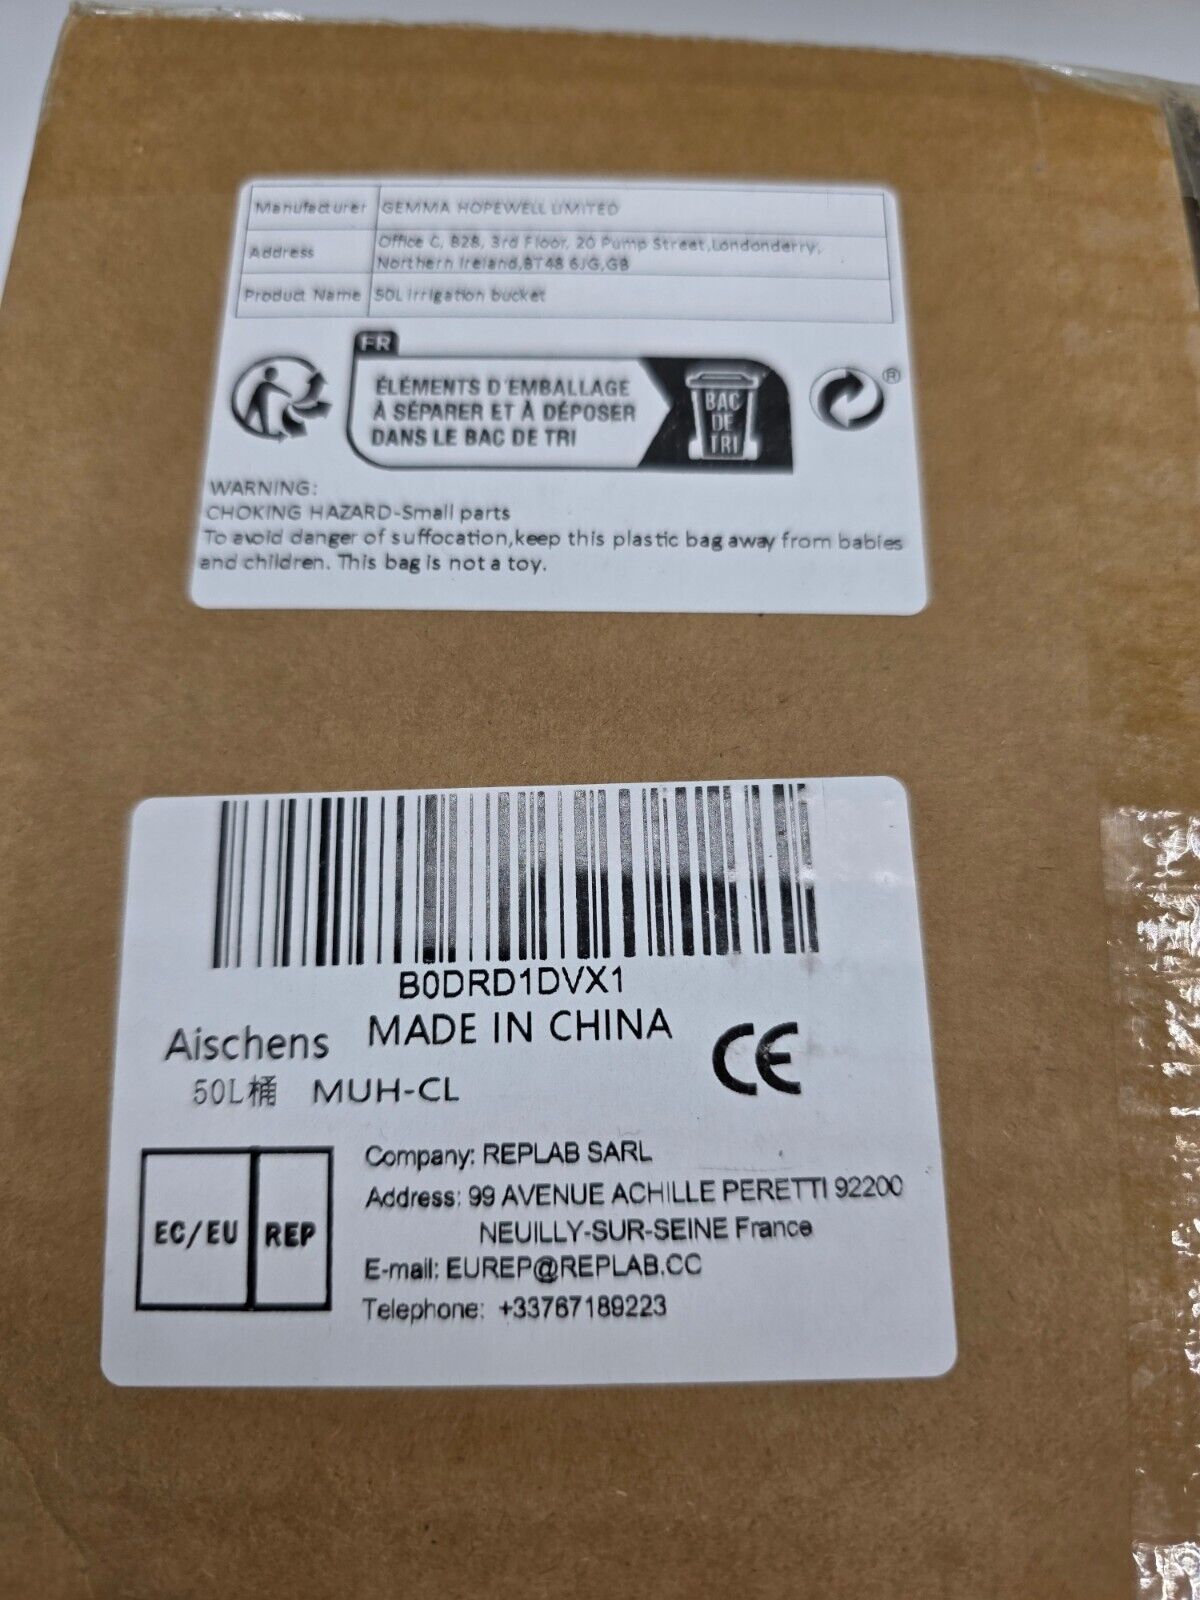 Manufacturer GEMMA HOPEWELL LIMITED
Address Office C, 828, 3rd Floor, 20 Pump Street,Londonderry,
Northern Ireland,BT48 6JG,GB
Product Name 50L irrigation bucket
FR
ÉLÉMENTS D'EMBALLAGE
À SÉPARER ET À DÉPOSER
DANS LE BAC DE TRI
BAC
DE
TRI
®
WARNING:
CHOKING HAZARD-Small parts
To avoid danger of suffocation,keep this plastic bag away from babies
and children. This bag is not a toy.
B0DRD1DVX1
Aischens MADE IN CHINA
CE
50L桶 MUH-CL
EC/EU REP
Company: REPLAB SARL
Address: 99 AVENUE ACHILLE PERETTI 92200
NEUILLY-SUR-SEINE France
E-mail: EUREP@REPLAB.CC
Telephone: +33767189223